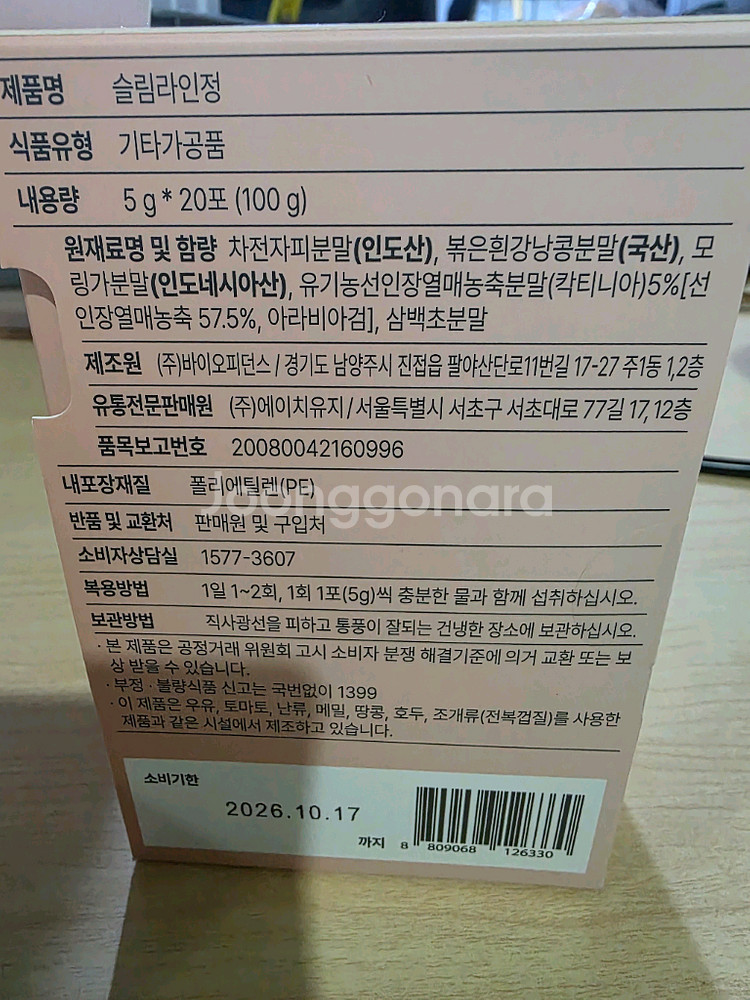 제품명 슬림라인정
식품유형 기타가공품
내용량 5 g * 20포 (100 g)
원재료명 및 함량 차전자피분말(인도산), 볶은흰강낭콩분말(국산), 모
링가분말(인도네시아산), 유기농선인장열매농축분말(칵티니아)5%[선
인장열매농축 57.5%, 아라비아검], 삼백초분말
제조원 (주)바이오피던스 / 경기도 남양주시 진접읍 팔야산단로11번길 17-27 주1동 1,2층
유통전문판매원 (주)에이치유지 / 서울특별시 서초구 서초대로 77길 17, 12층
품목보고번호 20080042160996
내포장재질 폴리에틸렌(PE)
Joonggonara
반품 및 교환처 판매원 및 구입처
소비자상담실 1577-3607
복용방법 1일 1~2회, 1회 1포(5g)씩 충분한 물과 함께 섭취하십시오.
보관방법 직사광선을 피하고 통풍이 잘되는 건냉한 장소에 보관하십시오.
· 본 제품은 공정거래 위원회 고시 소비자 분쟁 해결기준에 의거 교환 또는 보
상 받을 수 있습니다.
· 부정 · 불량식품 신고는 국번없이 1399
· 이 제품은 우유, 토마토, 난류, 메밀, 땅콩, 호두, 조개류(전복껍질)를 사용한
제품과 같은 시설에서 제조하고 있습니다.
소비기한
2026.10.17
까지
8 809068 126330